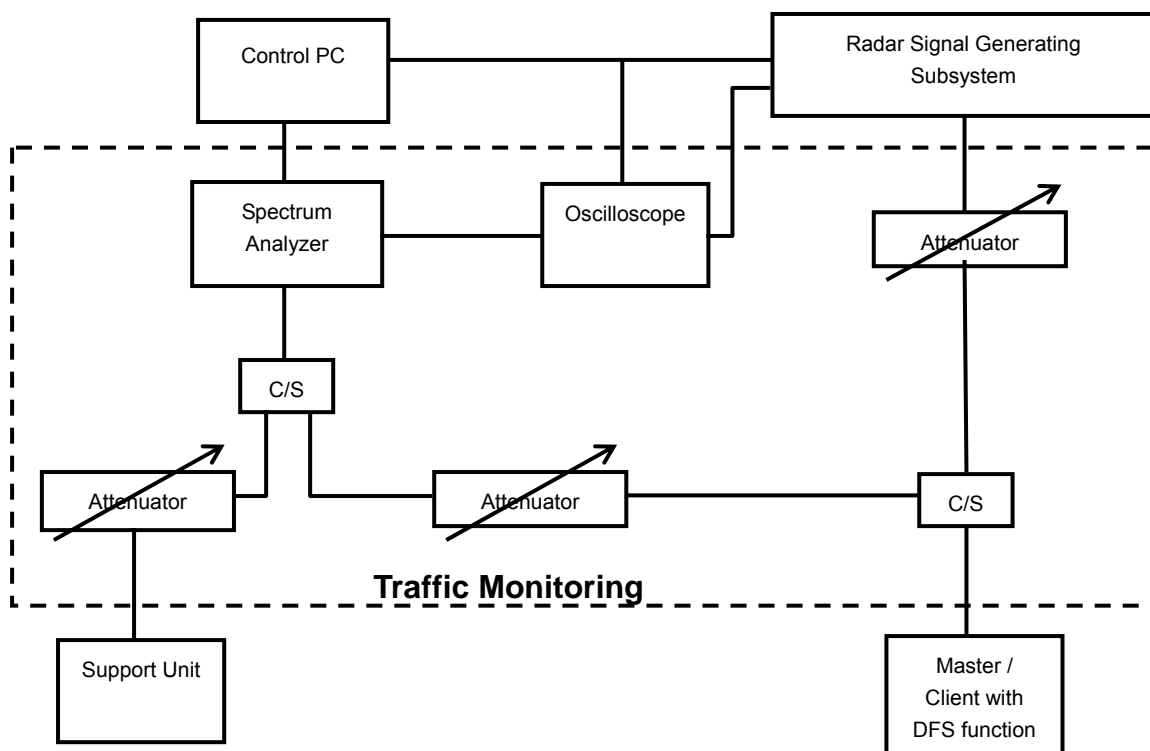 Control PC
Radar Signal Generating
Subsystem
Spectrum
Analyzer
Oscilloscope
Attenuator
C/S
Attenuator
Attenuator
C/S
Traffic Monitoring
Support Unit
Master /
Client with
DFS function